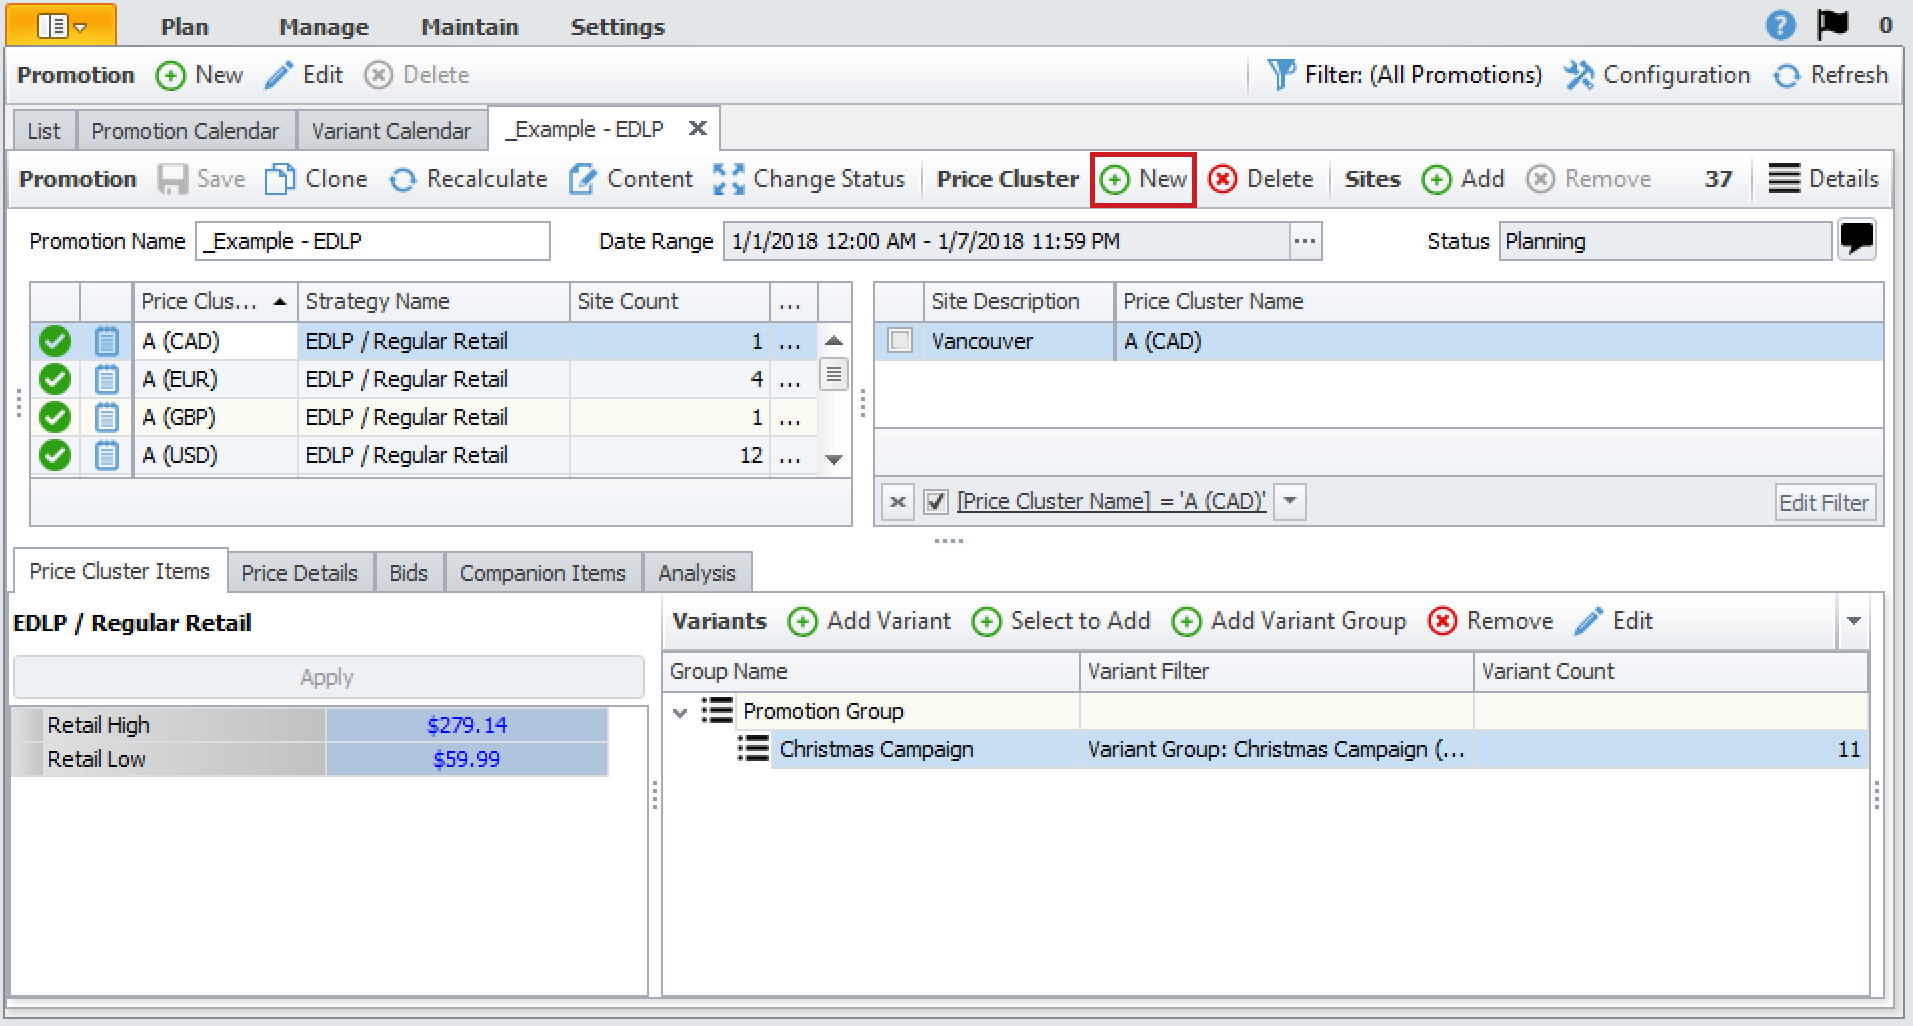 Plan Manage Maintain Settings 0
Promotion New Edit Delete Filter: (All Promotions) Configuration Refresh
List Promotion Calendar Variant Calendar _Example - EDLP
Promotion Save Clone Recalculate Content Change Status Price Cluster New Delete Sites Add Remove 37 Details
Promotion Name _Example - EDLP Date Range 1/1/2018 12:00 AM - 1/7/2018 11:59 PM ... Status Planning
Price Clus... Strategy Name Site Count ... Site Description Price Cluster Name
A (CAD) EDLP / Regular Retail 1 ... Vancouver A (CAD)
A (EUR) EDLP / Regular Retail 4 ...
A (GBP) EDLP / Regular Retail 1 ...
A (USD) EDLP / Regular Retail 12 ...
[Price Cluster Name] = 'A (CAD)' Edit Filter
Price Cluster Items Price Details Bids Companion Items Analysis
EDLP / Regular Retail Variants Add Variant Select to Add Add Variant Group Remove Edit
Apply Group Name Variant Filter Variant Count
Retail High $279.14 Promotion Group
Retail Low $59.99 Christmas Campaign Variant Group: Christmas Campaign (... 11